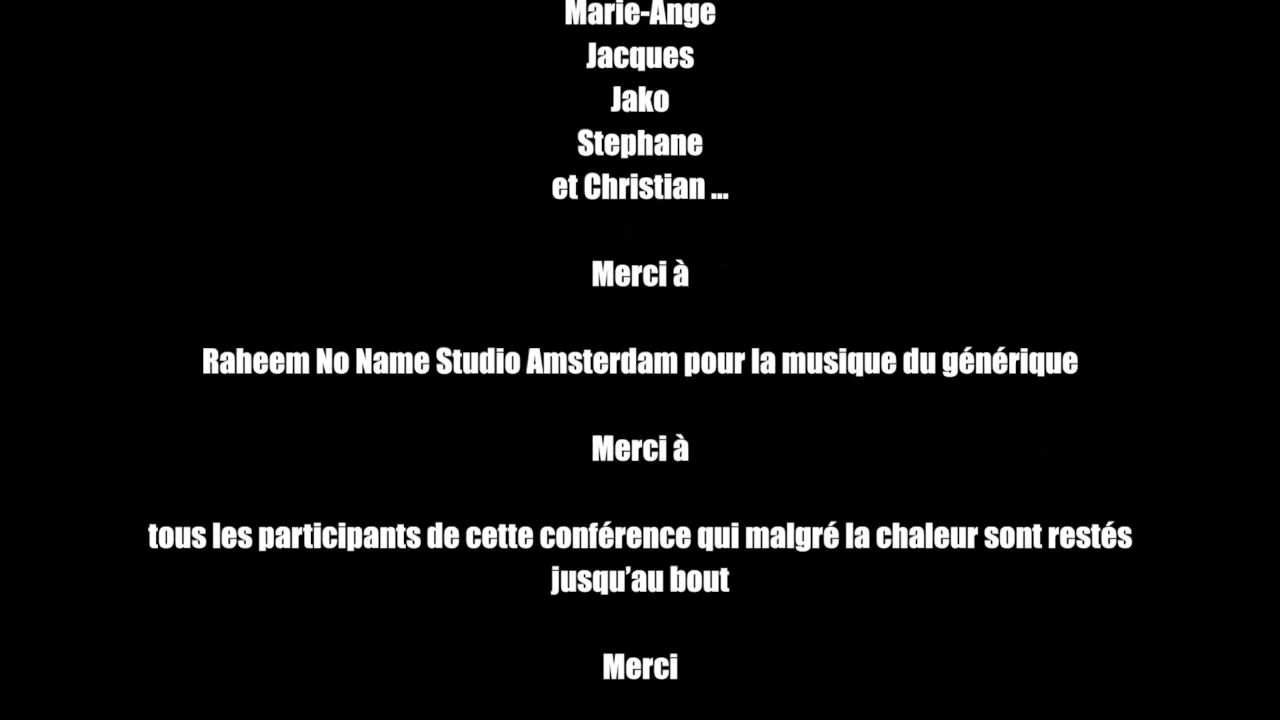 Marie-Ange
Jacques
Jako
Stephane
et Christian ...
Merci à
Raheem No Name Studio Amsterdam pour la musique du générique
Merci à
tous les participants de cette conférence qui malgré la chaleur sont restés
jusqu’au bout
Merci